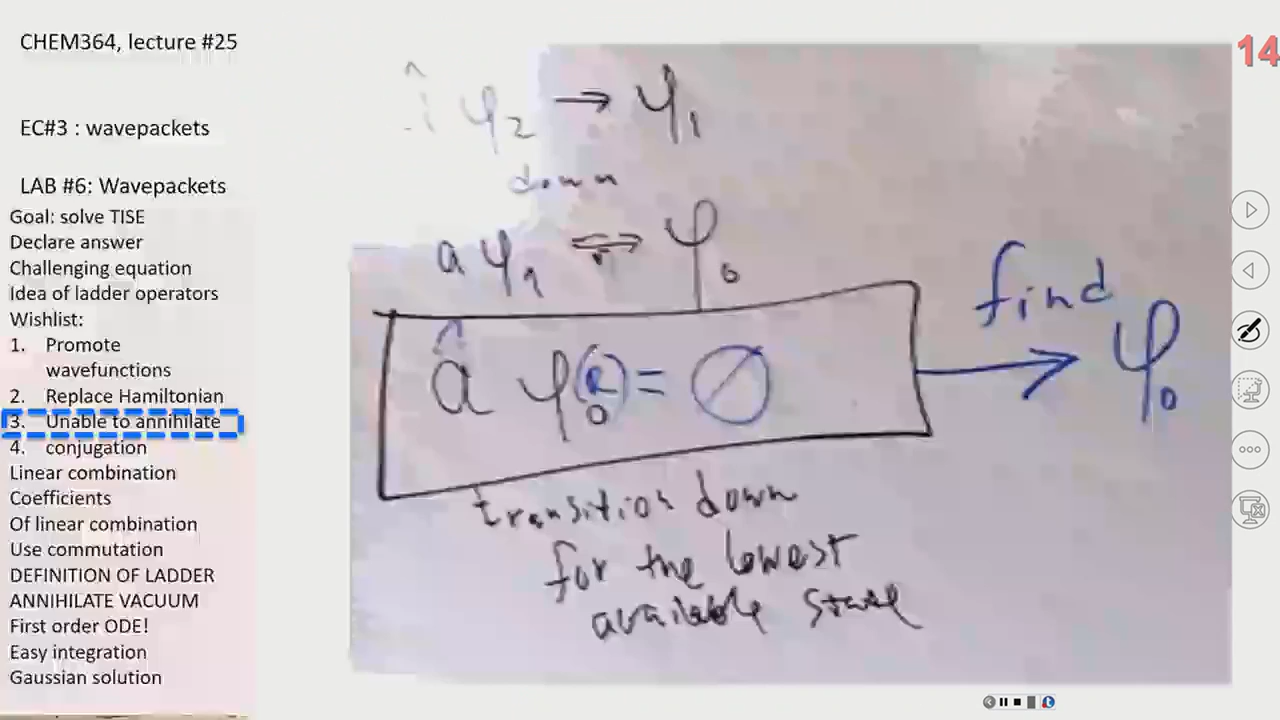 CHEM364, lecture #25
14
EC#3 : wavepackets
LAB #6: Wavepackets
Goal: solve TISE
Declare answer
Challenging equation
Idea of ladder operators
Wishlist:
1. Promote
wavefunctions
2. Replace Hamiltonian
3. Unable to annihilate
4. conjugation
Linear combination
Coefficients
Of linear combination
Use commutation
DEFINITION OF LADDER
ANNIHILATE VACUUM
First order ODE!
Easy integration
Gaussian solution
φ₂ → φ₁
down
a φ₁ φ₀
â φ₀ = ∅
find
φ₀
transition down
for the lowest
available state